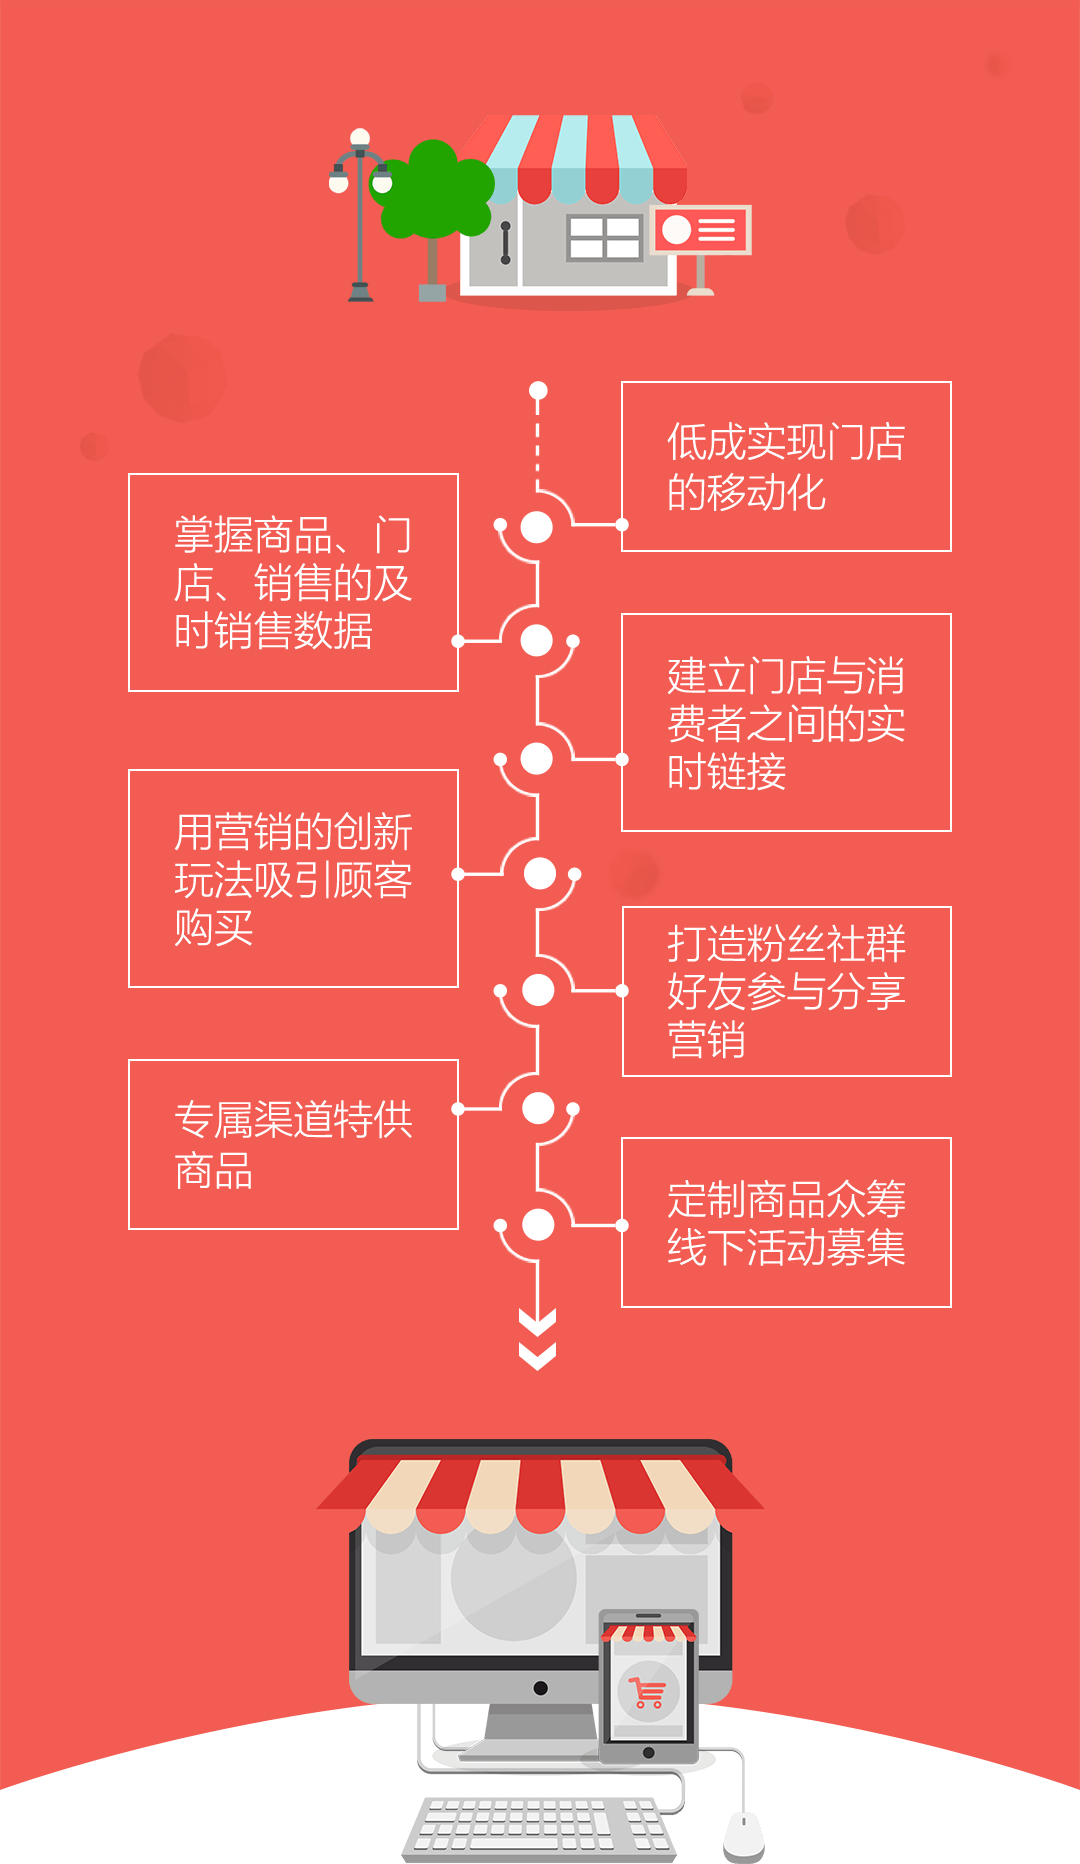 低成实现门店
的移动化
掌握商品、门
店、销售的及
时销售数据
建立门店与消
费者之间的实
时链接
用营销的创新
玩法吸引顾客
购买
打造粉丝社群
好友参与分享
营销
专属渠道特供
商品
定制商品众筹
线下活动募集